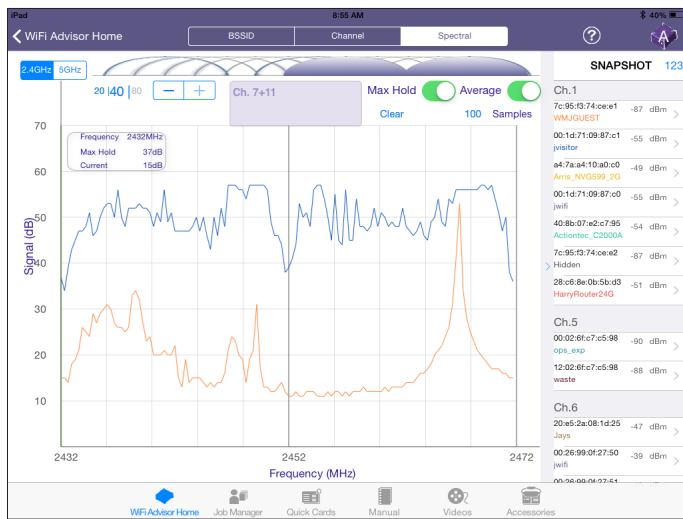 iPad 8:55 AM 40%
WiFi Advisor Home BSSID Channel Spectral ?
2.4GHz 5GHz
20 |40 |80 − + Ch. 7+11 Max Hold Average
Clear 100 Samples
Frequency 2432MHz
Max Hold 37dB
Current 15dB
70
60
50
40
30
20
10
Signal (dB)
2432 2452 2472
Frequency (MHz)
SNAPSHOT 123
Ch.1
7c:95:f3:74:ce:e1 -87 dBm
WMJGUEST
00:1d:71:09:87:c1 -55 dBm
jvisitor
a4:7a:a4:10:a0:c0 -49 dBm
Arris_NVG599_2G
00:1d:71:09:87:c0 -55 dBm
jwifi
40:8b:07:e2:c7:95 -54 dBm
Actiontec_C2000A
7c:95:f3:74:ce:e2 -87 dBm
Hidden
28:c6:8e:0b:5b:d3 -51 dBm
HarryRouter24G
Ch.5
00:02:6f:c7:c5:98 -90 dBm
ops_exp
12:02:6f:c7:c5:98 -88 dBm
waste
Ch.6
20:e5:2a:08:1d:25 -47 dBm
Jays
00:26:99:0f:27:50 -39 dBm
jwifi
WiFi Advisor Home Job Manager Quick Cards Manual Videos Accessories